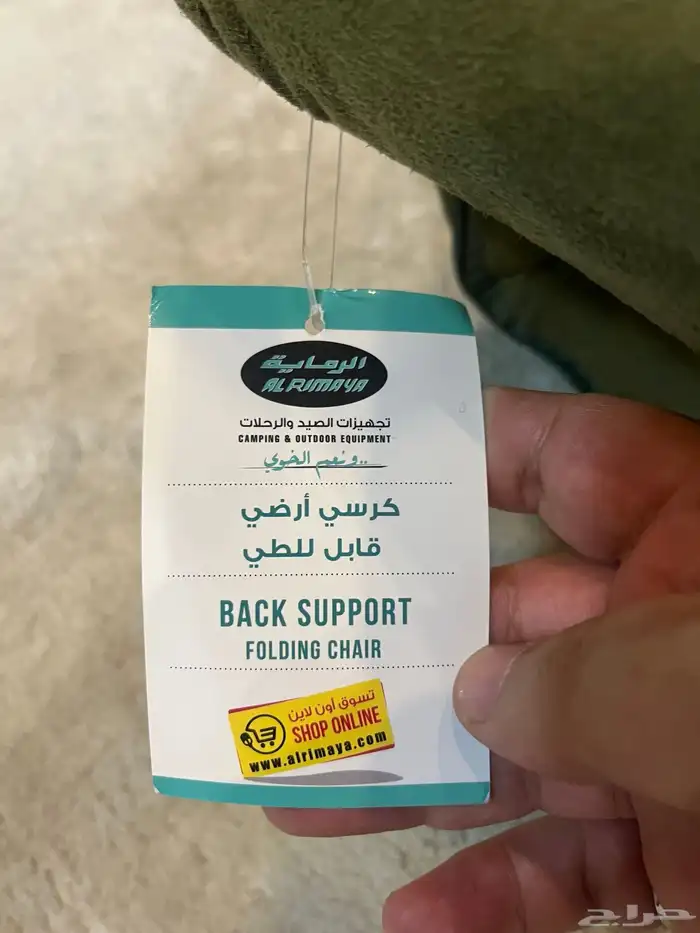 الرماية
AL RIMAYA
تجهيزات الصيد والرحلات
CAMPING & OUTDOOR EQUIPMENT
..ونعم الخوي
كرسي أرضي
قابل للطي
BACK SUPPORT
FOLDING CHAIR
تسوق أون لاين
SHOP ONLINE
www.alrimaya.com
حراج